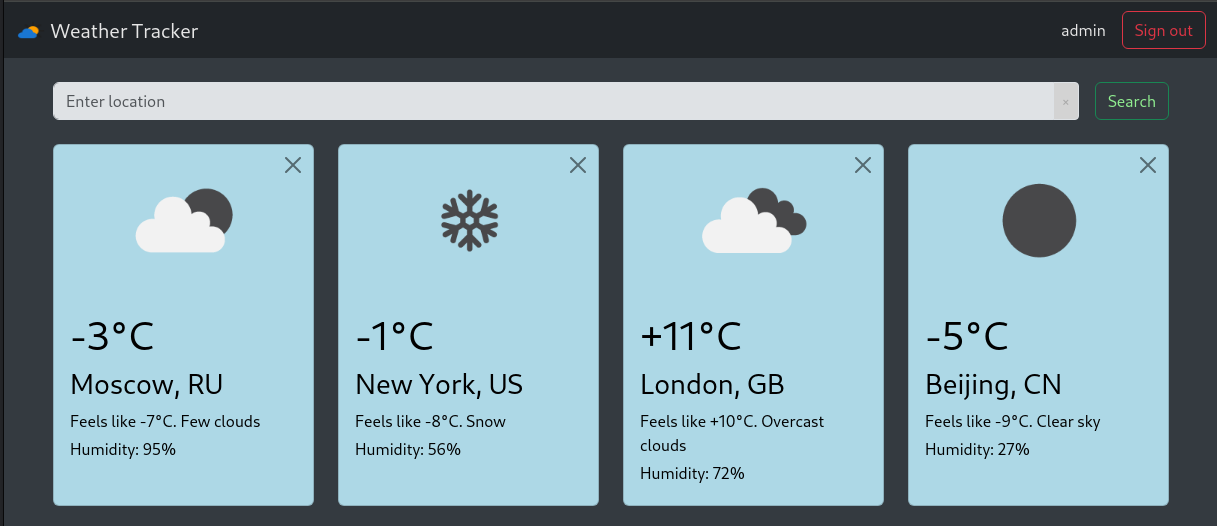 Weather Tracker
admin
Sign out
Enter location
×
Search
-3°C
Moscow, RU
Feels like -7°C. Few clouds
Humidity: 95%
-1°C
New York, US
Feels like -8°C. Snow
Humidity: 56%
+11°C
London, GB
Feels like +10°C. Overcast
clouds
Humidity: 72%
-5°C
Beijing, CN
Feels like -9°C. Clear sky
Humidity: 27%